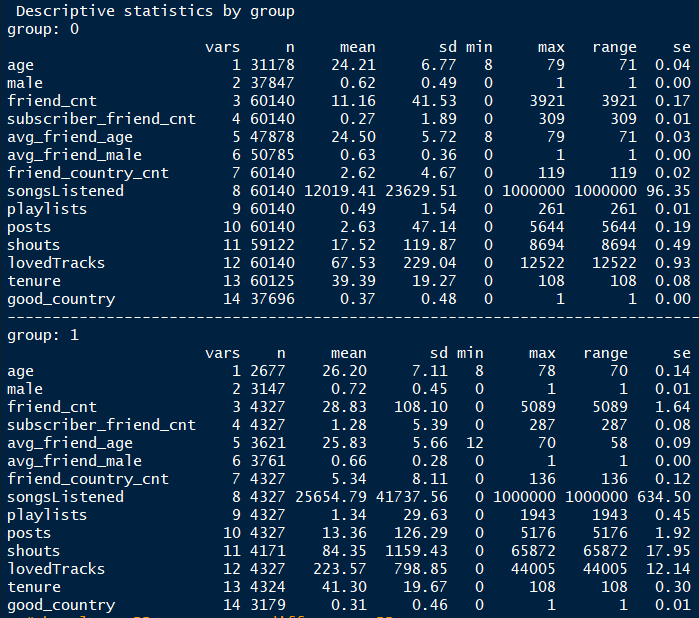 Descriptive statistics by group
group: 0
vars n mean sd min max range se
age 1 31178 24.21 6.77 8 79 71 0.04
male 2 37847 0.62 0.49 0 1 1 0.00
friend_cnt 3 60140 11.16 41.53 0 3921 3921 0.17
subscriber_friend_cnt 4 60140 0.27 1.89 0 309 309 0.01
avg_friend_age 5 47878 24.50 5.72 8 79 71 0.03
avg_friend_male 6 50785 0.63 0.36 0 1 1 0.00
friend_country_cnt 7 60140 2.62 4.67 0 119 119 0.02
songsListened 8 60140 12019.41 23629.51 0 1000000 1000000 96.35
playlists 9 60140 0.49 1.54 0 261 261 0.01
posts 10 60140 2.63 47.14 0 5644 5644 0.19
shouts 11 59122 17.52 119.87 0 8694 8694 0.49
lovedTracks 12 60140 67.53 229.04 0 12522 12522 0.93
tenure 13 60125 39.39 19.27 0 108 108 0.08
good_country 14 37696 0.37 0.48 0 1 1 0.00
group: 1
vars n mean sd min max range se
age 1 2677 26.20 7.11 8 78 70 0.14
male 2 3147 0.72 0.45 0 1 1 0.01
friend_cnt 3 4327 28.83 108.10 0 5089 5089 1.64
subscriber_friend_cnt 4 4327 1.28 5.39 0 287 287 0.08
avg_friend_age 5 3621 25.83 5.66 12 70 58 0.09
avg_friend_male 6 3761 0.66 0.28 0 1 1 0.00
friend_country_cnt 7 4327 5.34 8.11 0 136 136 0.12
songsListened 8 4327 25654.79 41737.56 0 1000000 1000000 634.50
playlists 9 4327 1.34 29.63 0 1943 1943 0.45
posts 10 4327 13.36 126.29 0 5176 5176 1.92
shouts 11 4171 84.35 1159.43 0 65872 65872 17.95
lovedTracks 12 4327 223.57 798.85 0 44005 44005 12.14
tenure 13 4324 41.30 19.67 0 108 108 0.30
good_country 14 3179 0.31 0.46 0 1 1 0.01